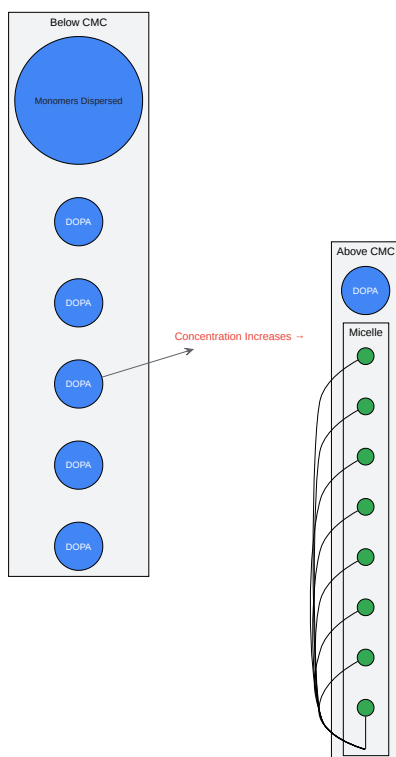 Below CMC
Monomers Dispersed
DOPA
DOPA
DOPA
DOPA
DOPA
Concentration Increases →
Above CMC
DOPA
Micelle